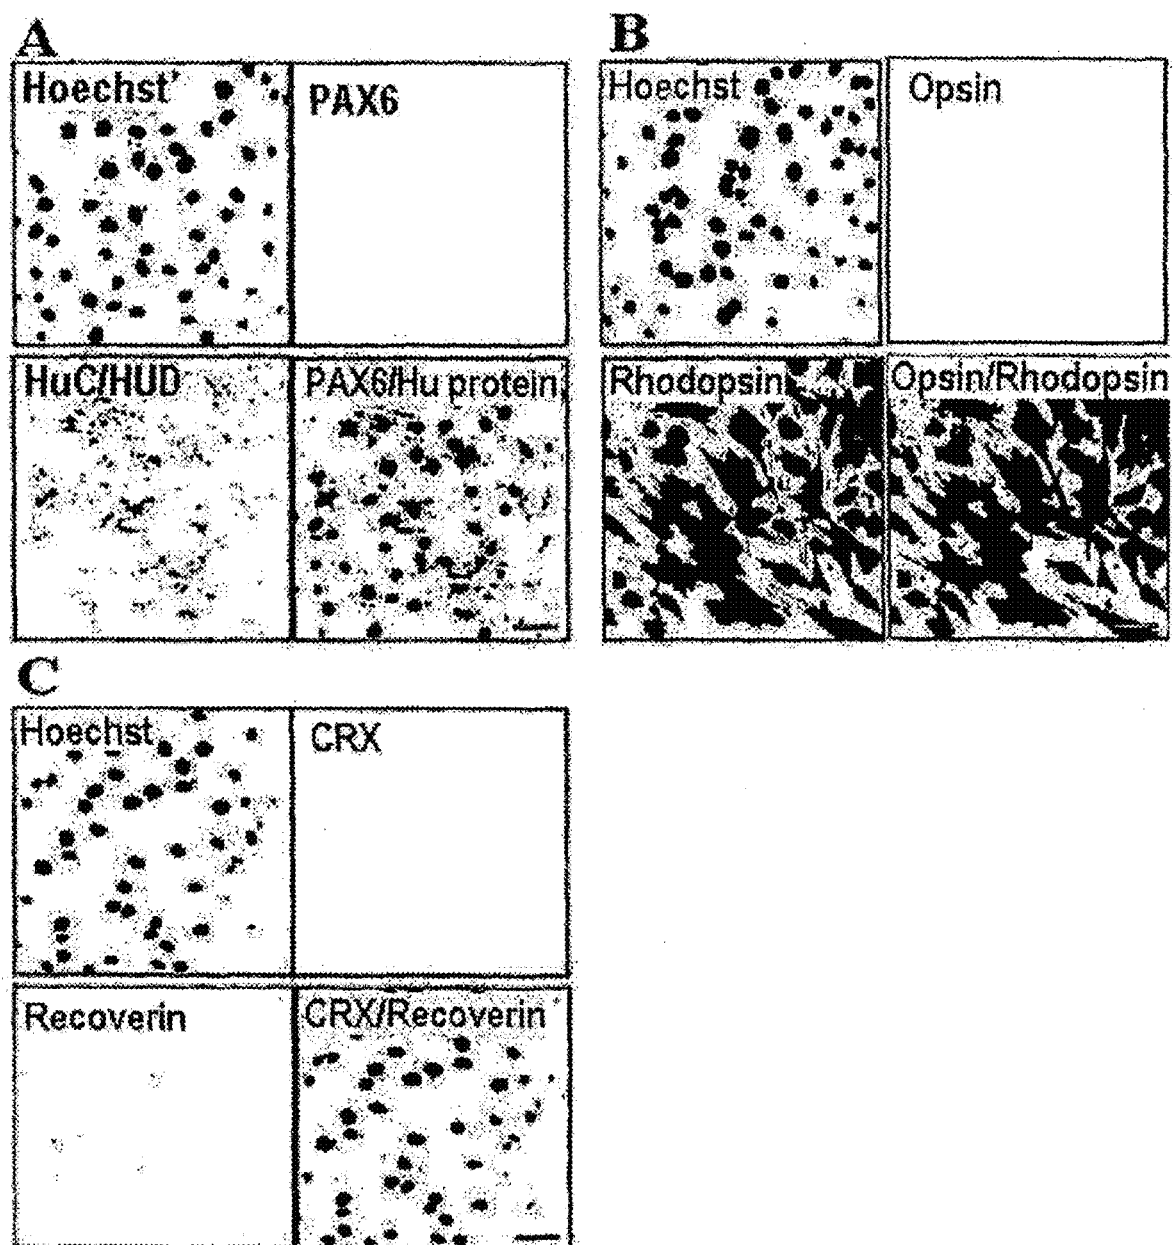 A
B
Hoechst
PAX6
Hoechst
Opsin
HuC/HUD
PAX6/Hu protein
Rhodopsin
Opsin/Rhodopsin
C
Hoechst
CRX
Recoverin
CRX/Recoverin